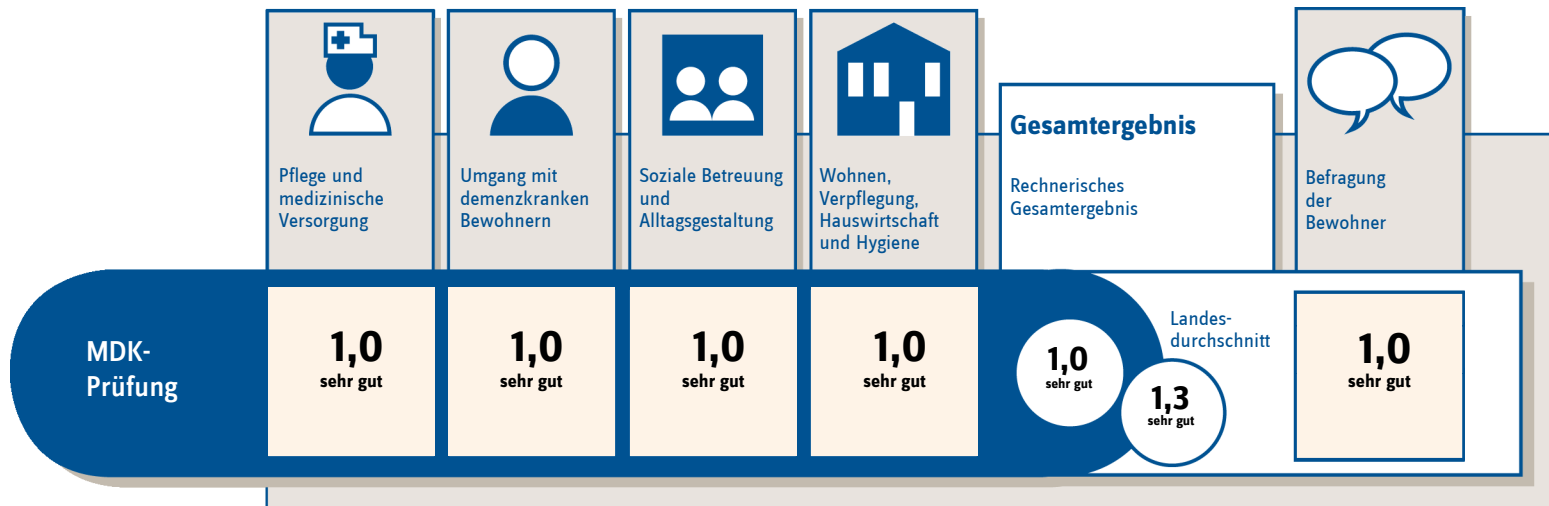 Pflege und
medizinische
Versorgung
Umgang mit
demenzkranken
Bewohnern
Soziale Betreuung
und
Alltagsgestaltung
Wohnen,
Verpflegung,
Hauswirtschaft
und Hygiene
Gesamtergebnis
Rechnerisches
Gesamtergebnis
Befragung
der
Bewohner
MDK-
Prüfung
1,0
sehr gut
1,0
sehr gut
1,0
sehr gut
1,0
sehr gut
1,0
sehr gut
Landes-
durchschnitt
1,3
sehr gut
1,0
sehr gut